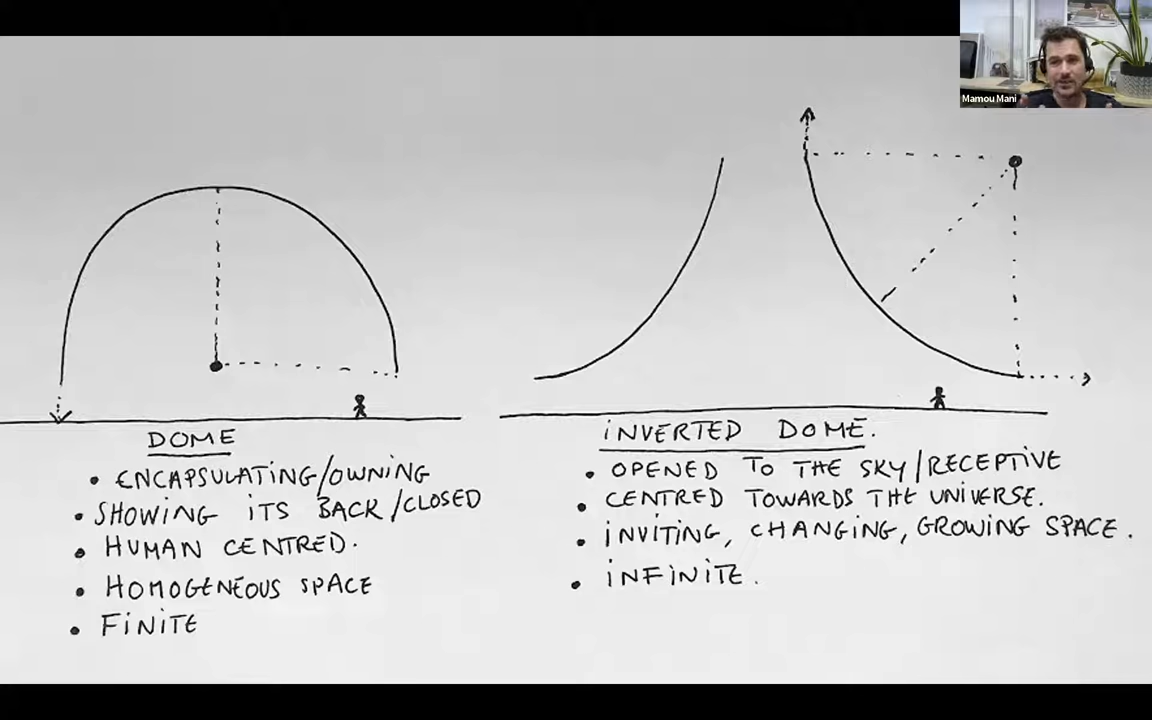 Mamou Mani
DOME
• ENCAPSULATING/OWNING
• SHOWING ITS BACK/CLOSED
• HUMAN CENTRED.
• HOMOGENEOUS SPACE
• FINITE
INVERTED DOME.
• OPENED TO THE SKY/RECEPTIVE
• CENTRED TOWARDS THE UNIVERSE.
• INVITING, CHANGING, GROWING SPACE.
• INFINITE.